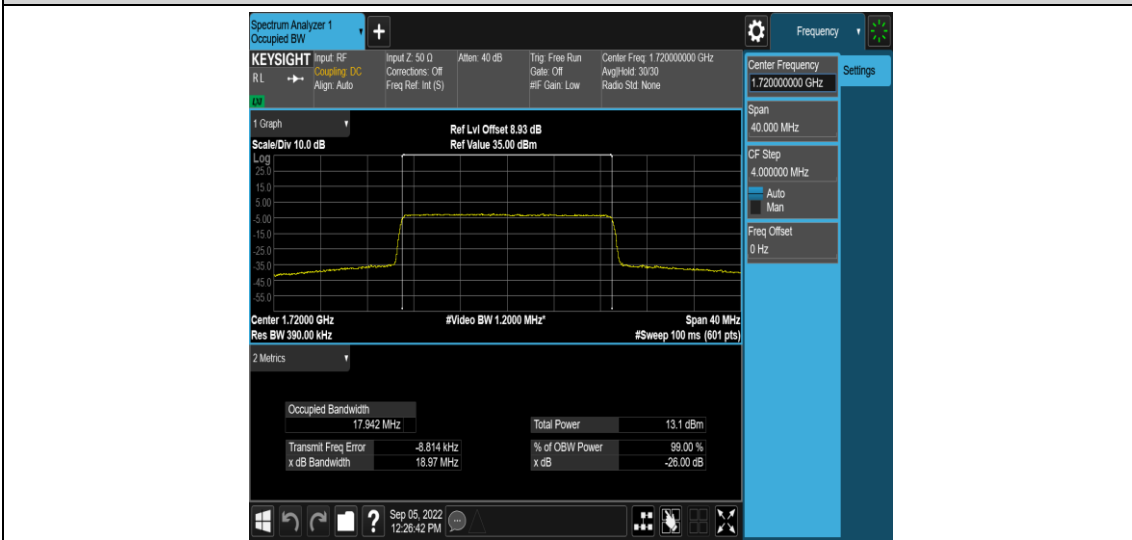 Spectrum Analyzer 1
Occupied BW
+
Frequency
KEYSIGHT
RL
Input: RF
Coupling: DC
Align: Auto
Input Z: 50 Ω
Corrections: Off
Freq Ref: Int (S)
Atten: 40 dB
Trig: Free Run
Gate: Off
#IF Gain: Low
Center Freq: 1.720000000 GHz
Avg|Hold: 30/30
Radio Std: None
Center Frequency
1.720000000 GHz
Settings
Span
40.000 MHz
CF Step
4.000000 MHz
Auto
Man
Freq Offset
0 Hz
1 Graph
Ref Lvl Offset 8.93 dB
Scale/Div 10.0 dB
Ref Value 35.00 dBm
Log
25.0
15.0
5.00
-5.00
-15.0
-25.0
-35.0
-45.0
-55.0
Center 1.72000 GHz
#Video BW 1.2000 MHz*
Span 40 MHz
Res BW 390.00 kHz
#Sweep 100 ms (601 pts)
2 Metrics
Occupied Bandwidth
17.942 MHz
Total Power 13.1 dBm
Transmit Freq Error -8.814 kHz
% of OBW Power 99.00 %
x dB Bandwidth 18.97 MHz
x dB -26.00 dB
?
Sep 05, 2022
12:26:42 PM